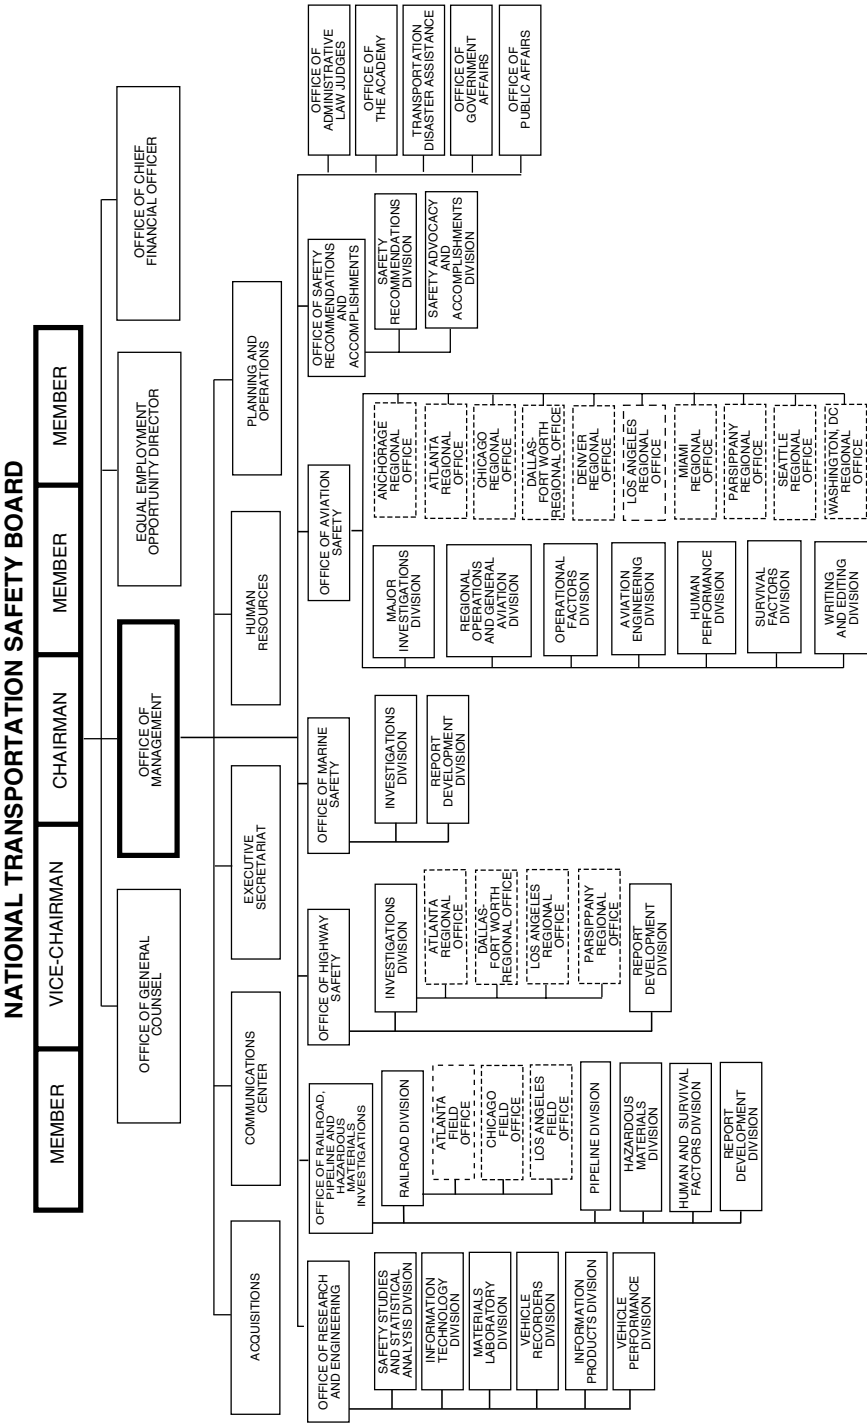 NATIONAL TRANSPORTATION SAFETY BOARD
MEMBER
VICE-CHAIRMAN
CHAIRMAN
MEMBER
MEMBER
OFFICE OF GENERAL
COUNSEL
OFFICE OF
MANAGEMENT
EQUAL EMPLOYMENT
OPPORTUNITY DIRECTOR
OFFICE OF CHIEF
FINANCIAL OFFICER
ACQUISITIONS
COMMUNICATIONS
CENTER
EXECUTIVE
SECRETARIAT
HUMAN
RESOURCES
PLANNING AND
OPERATIONS
OFFICE OF RESEARCH
AND ENGINEERING
SAFETY STUDIES
AND STATISTICAL
ANALYSIS DIVISION
INFORMATION
TECHNOLOGY
DIVISION
MATERIALS
LABORATORY
DIVISION
VEHICLE
RECORDERS
DIVISION
INFORMATION
PRODUCTS DIVISION
VEHICLE
PERFORMANCE
DIVISION
OFFICE OF RAILROAD,
PIPELINE AND
HAZARDOUS
MATERIALS
INVESTIGATIONS
RAILROAD DIVISION
ATLANTA
FIELD
OFFICE
CHICAGO
FIELD
OFFICE
LOS ANGELES
FIELD
OFFICE
PIPELINE DIVISION
HAZARDOUS
MATERIALS
DIVISION
HUMAN AND SURVIVAL
FACTORS DIVISION
REPORT
DEVELOPMENT
DIVISION
OFFICE OF HIGHWAY
SAFETY
INVESTIGATIONS
DIVISION
ATLANTA
REGIONAL
OFFICE
DALLAS-
FORT WORTH
REGIONAL OFFICE
LOS ANGELES
REGIONAL
OFFICE
PARSIPPANY
REGIONAL
OFFICE
REPORT
DEVELOPMENT
DIVISION
OFFICE OF MARINE
SAFETY
INVESTIGATIONS
DIVISION
REPORT
DEVELOPMENT
DIVISION
OFFICE OF AVIATION
SAFETY
MAJOR
INVESTIGATIONS
DIVISION
REGIONAL
OPERATIONS
AND GENERAL
AVIATION
DIVISION
OPERATIONAL
FACTORS
DIVISION
AVIATION
ENGINEERING
DIVISION
HUMAN
PERFORMANCE
DIVISION
SURVIVAL
FACTORS
DIVISION
WRITING
AND EDITING
DIVISION
ANCHORAGE
REGIONAL
OFFICE
ATLANTA
REGIONAL
OFFICE
CHICAGO
REGIONAL
OFFICE
DALLAS-
FORT WORTH
REGIONAL OFFICE
DENVER
REGIONAL
OFFICE
LOS ANGELES
REGIONAL
OFFICE
MIAMI
REGIONAL
OFFICE
PARSIPPANY
REGIONAL
OFFICE
SEATTLE
REGIONAL
OFFICE
WASHINGTON, DC
REGIONAL
OFFICE
OFFICE OF SAFETY
RECOMMENDATIONS
AND
ACCOMPLISHMENTS
SAFETY
RECOMMENDATIONS
DIVISION
SAFETY ADVOCACY
AND
ACCOMPLISHMENTS
DIVISION
OFFICE OF
ADMINISTRATIVE
LAW JUDGES
OFFICE OF
THE ACADEMY
TRANSPORTATION
DISASTER ASSISTANCE
OFFICE OF
GOVERNMENT
AFFAIRS
OFFICE OF
PUBLIC AFFAIRS